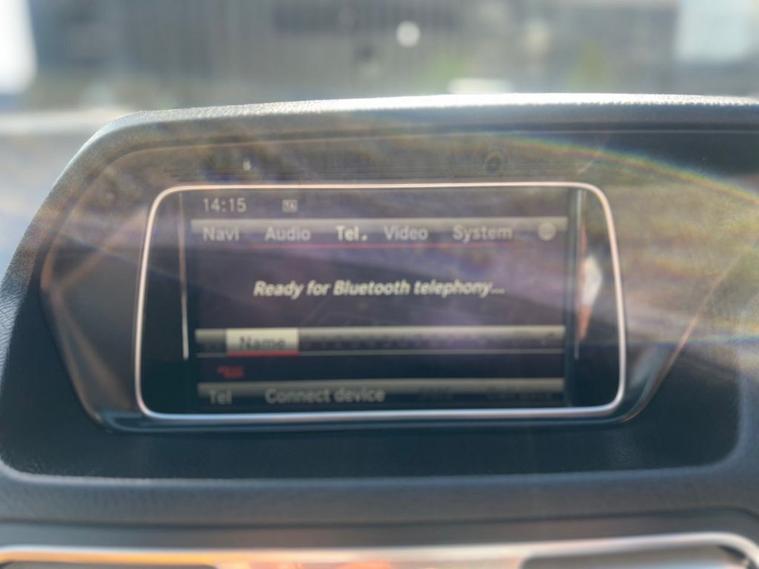 14:15
Navi Audio Tel. Video System
Ready for Bluetooth telephony...
Name
Tel Connect device